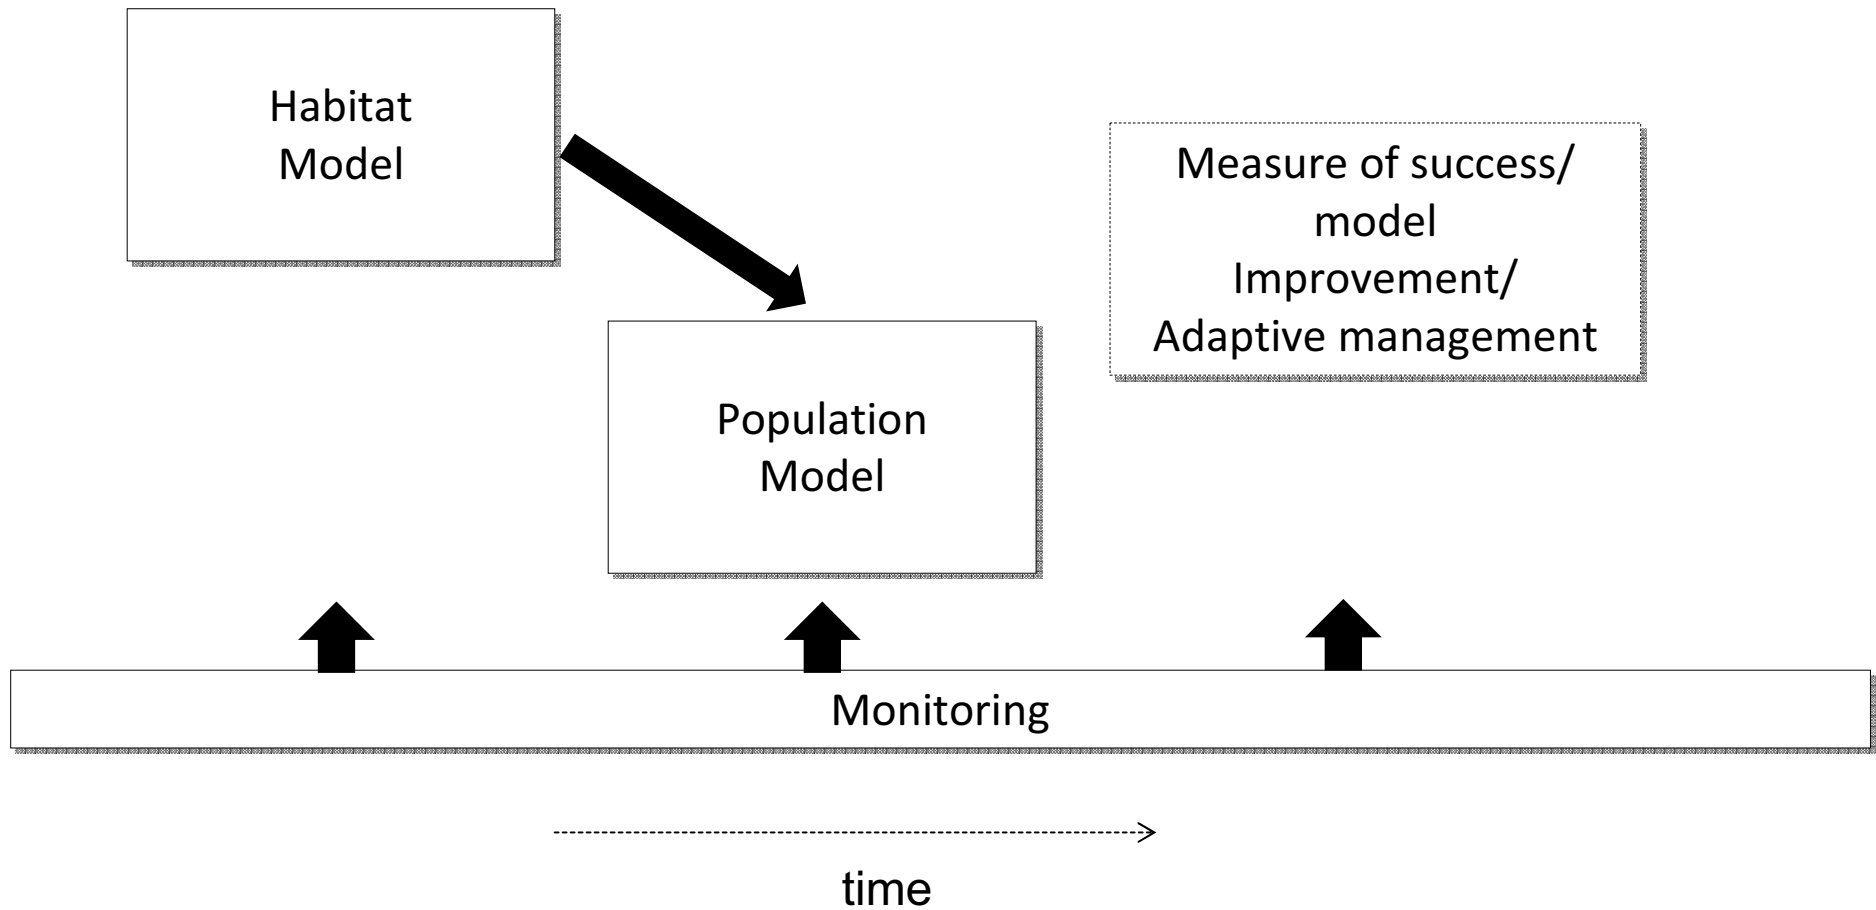 Habitat
Model
Measure of success/
model
Improvement/
Adaptive management
Population
Model
Monitoring
time